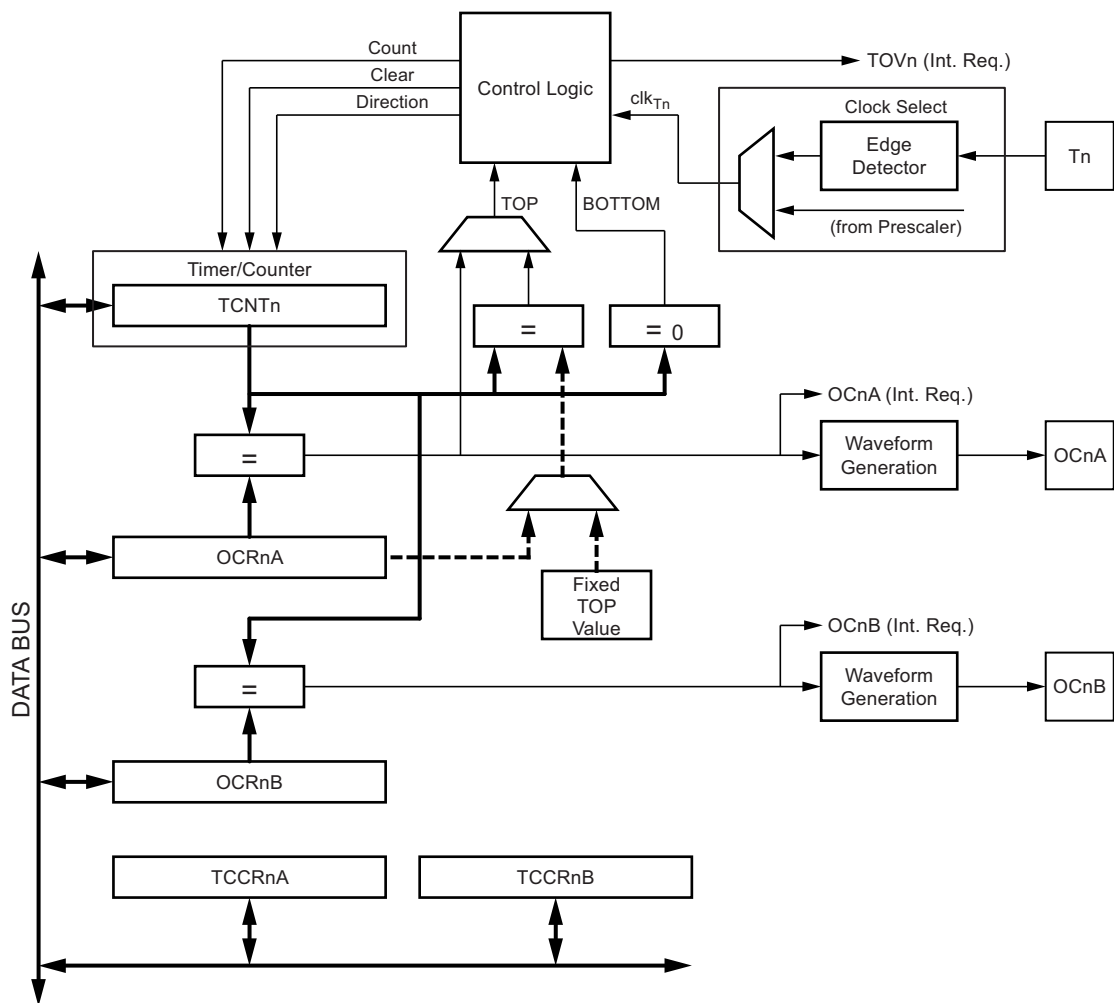 Count
Clear
Direction
Control Logic
TOVn (Int. Req.)
clkTn
Clock Select
Edge
Detector
Tn
(from Prescaler)
TOP
BOTTOM
Timer/Counter
TCNTn
=
= 0
OCnA (Int. Req.)
=
Waveform
Generation
OCnA
OCRnA
Fixed
TOP
Value
DATA BUS
OCnB (Int. Req.)
=
Waveform
Generation
OCnB
OCRnB
TCCRnA
TCCRnB